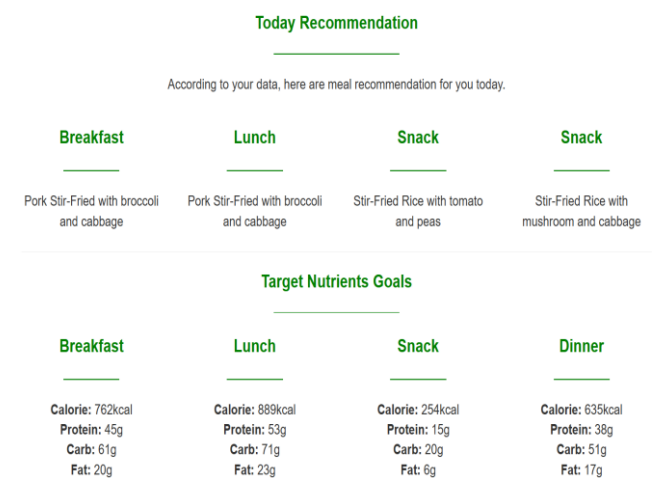 Today Recommendation
According to your data, here are meal recommendation for you today.
Breakfast
Lunch
Snack
Snack
Pork Stir-Fried with broccoli
and cabbage
Pork Stir-Fried with broccoli
and cabbage
Stir-Fried Rice with tomato
and peas
Stir-Fried Rice with
mushroom and cabbage
Target Nutrients Goals
Breakfast
Calorie: 762kcal
Protein: 45g
Carb: 61g
Fat: 20g
Lunch
Calorie: 889kcal
Protein: 53g
Carb: 71g
Fat: 23g
Snack
Calorie: 254kcal
Protein: 15g
Carb: 20g
Fat: 6g
Dinner
Calorie: 635kcal
Protein: 38g
Carb: 51g
Fat: 17g